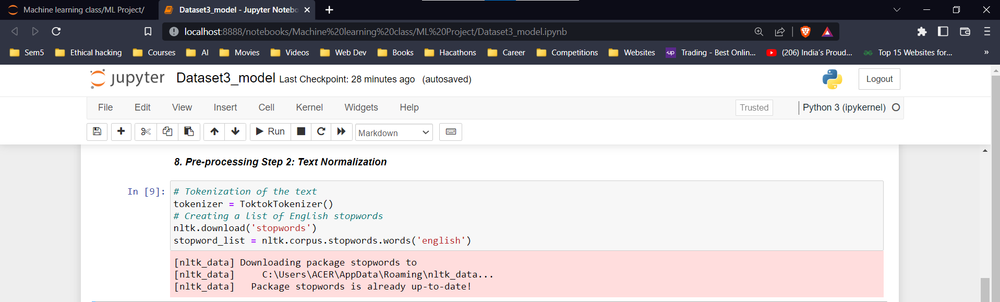 Machine learning class/ML Project/
Dataset3_model - Jupyter Notebo
localhost:8888/notebooks/Machine%20learning%20class/ML%20Project/Dataset3_model.ipynb
Sem5 Ethical hacking Courses AI Movies Videos Web Dev Books Hacathons Career Competitions Websites up Trading - Best Onlin... (206) India's Proud... Top 15 Websites for... »
jupyter Dataset3_model Last Checkpoint: 28 minutes ago (autosaved) Logout
File Edit View Insert Cell Kernel Widgets Help Trusted Python 3 (ipykernel)
Run Markdown
8. Pre-processing Step 2: Text Normalization
In [9]: # Tokenization of the text
tokenizer = ToktokTokenizer()
# Creating a list of English stopwords
nltk.download('stopwords')
stopword_list = nltk.corpus.stopwords.words('english')
[nltk_data] Downloading package stopwords to
[nltk_data]     C:\Users\ACER\AppData\Roaming\nltk_data...
[nltk_data]   Package stopwords is already up-to-date!